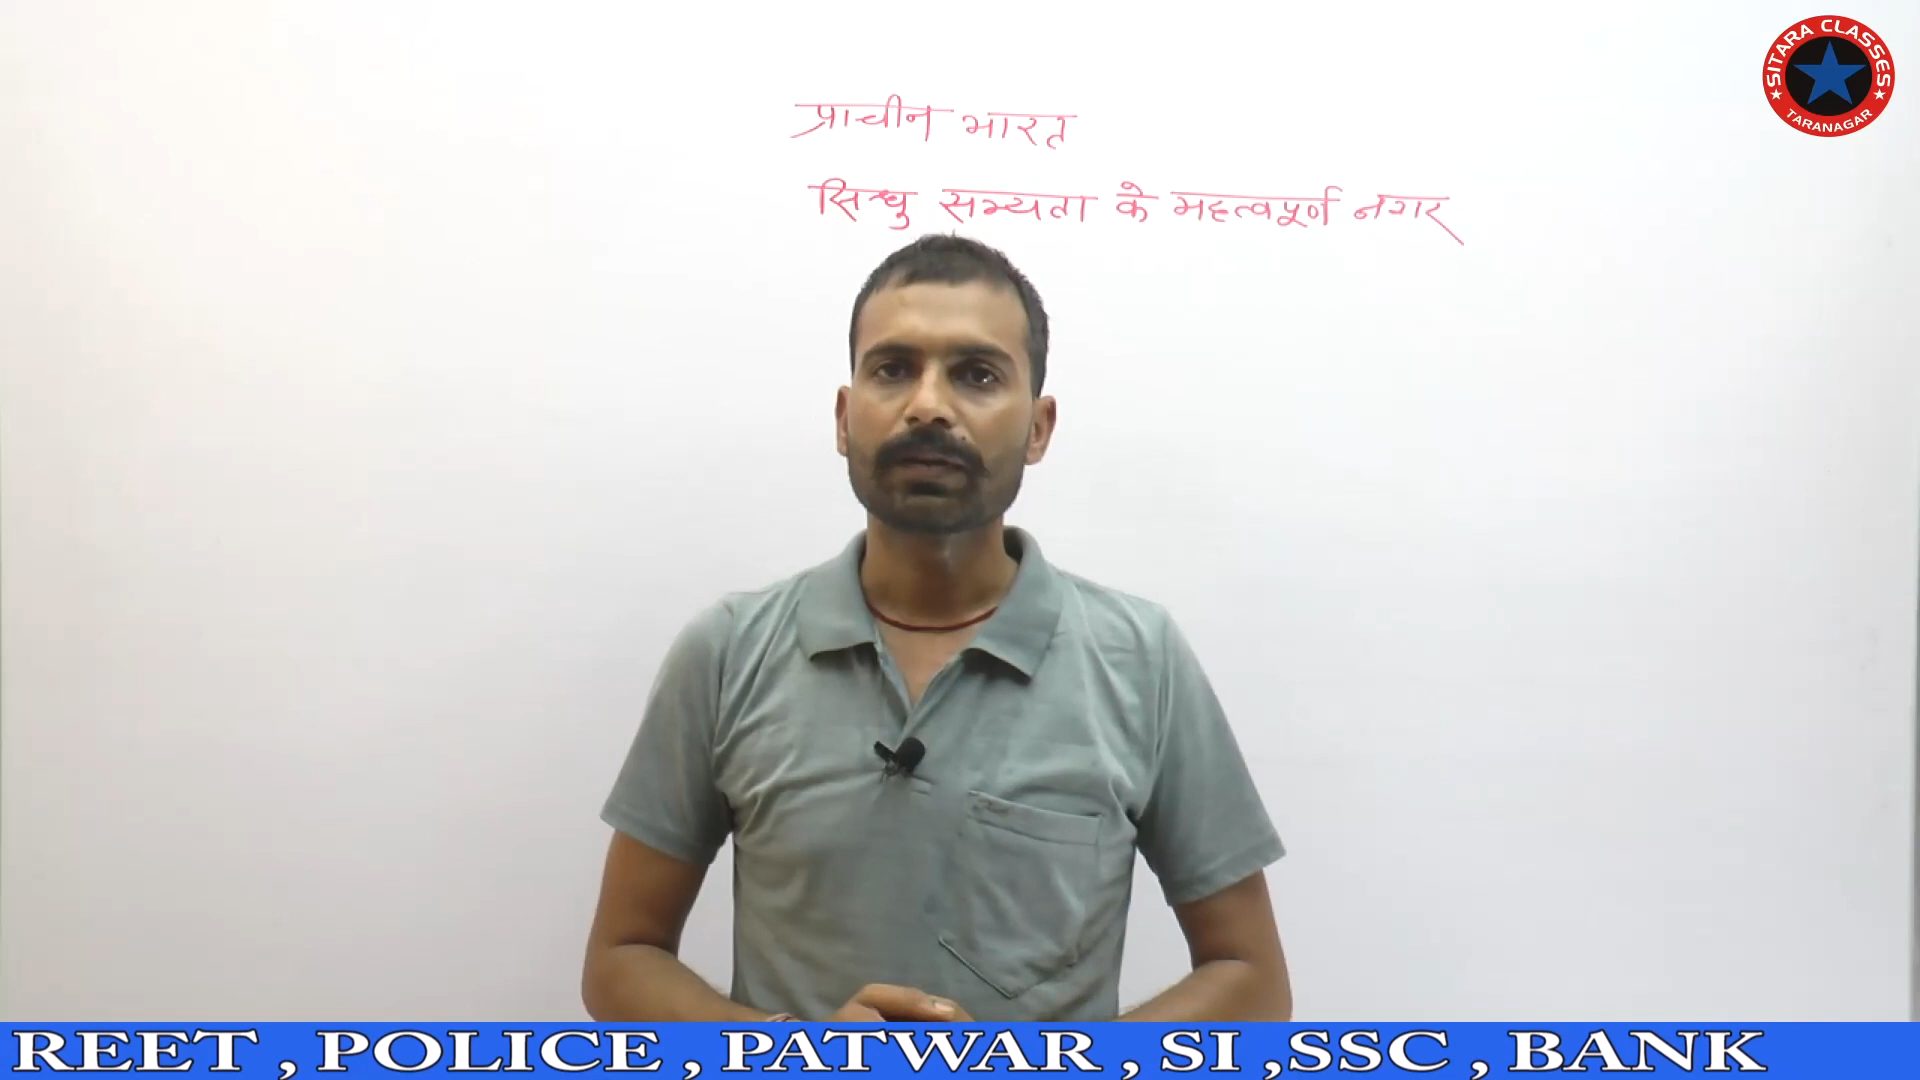 SITARA CLASSES
TARANAGAR
प्राचीन भारत
सिन्धु सभ्यता के महत्वपूर्ण नगर
REET , POLICE , PATWAR , SI ,SSC , BANK